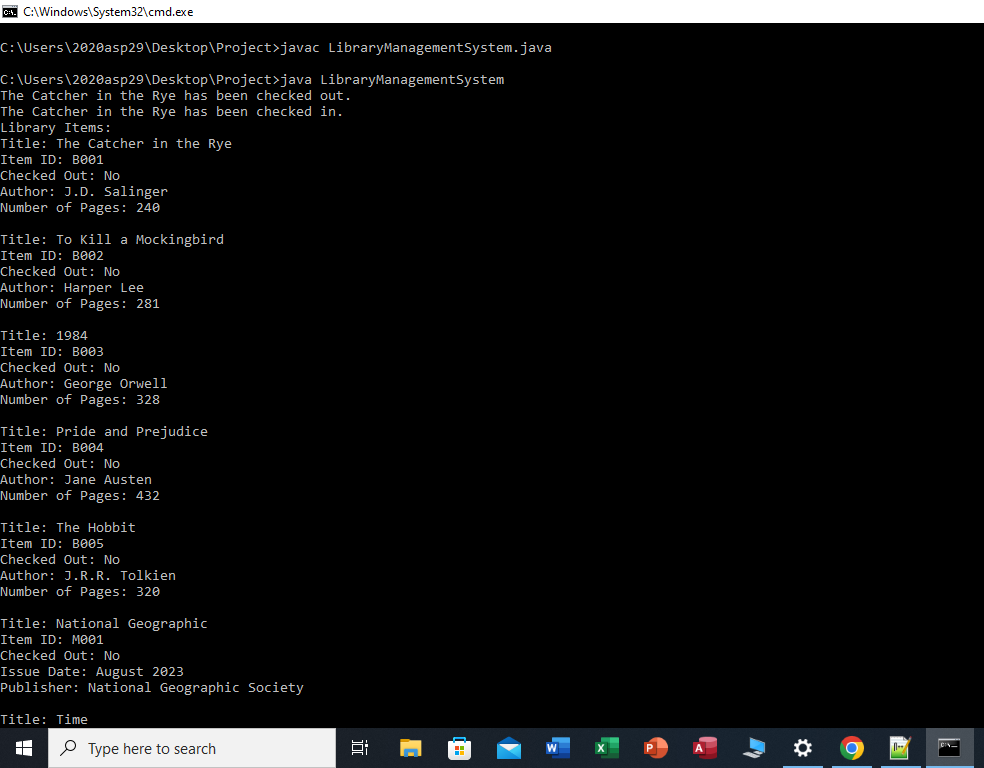 C:\Windows\System32\cmd.exe
C:\Users\2020asp29\Desktop\Project>javac LibraryManagementSystem.java
C:\Users\2020asp29\Desktop\Project>java LibraryManagementSystem
The Catcher in the Rye has been checked out.
The Catcher in the Rye has been checked in.
Library Items:
Title: The Catcher in the Rye
Item ID: B001
Checked Out: No
Author: J.D. Salinger
Number of Pages: 240
Title: To Kill a Mockingbird
Item ID: B002
Checked Out: No
Author: Harper Lee
Number of Pages: 281
Title: 1984
Item ID: B003
Checked Out: No
Author: George Orwell
Number of Pages: 328
Title: Pride and Prejudice
Item ID: B004
Checked Out: No
Author: Jane Austen
Number of Pages: 432
Title: The Hobbit
Item ID: B005
Checked Out: No
Author: J.R.R. Tolkien
Number of Pages: 320
Title: National Geographic
Item ID: M001
Checked Out: No
Issue Date: August 2023
Publisher: National Geographic Society
Title: Time
Type here to search